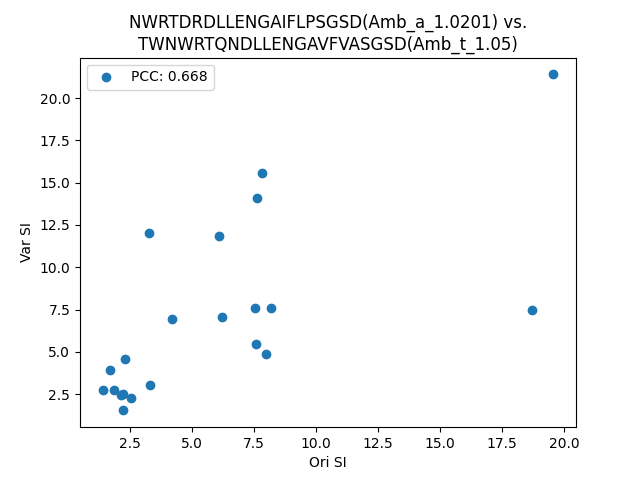 NWRTDRDLLENGAIFLPSGSD(Amb_a_1.0201) vs.
TWNWRTQNDLLENGAVFVASGSD(Amb_t_1.05)
PCC: 0.668
Var SI
20.0
17.5
15.0
12.5
10.0
7.5
5.0
2.5
2.5 5.0 7.5 10.0 12.5 15.0 17.5 20.0
Ori SI